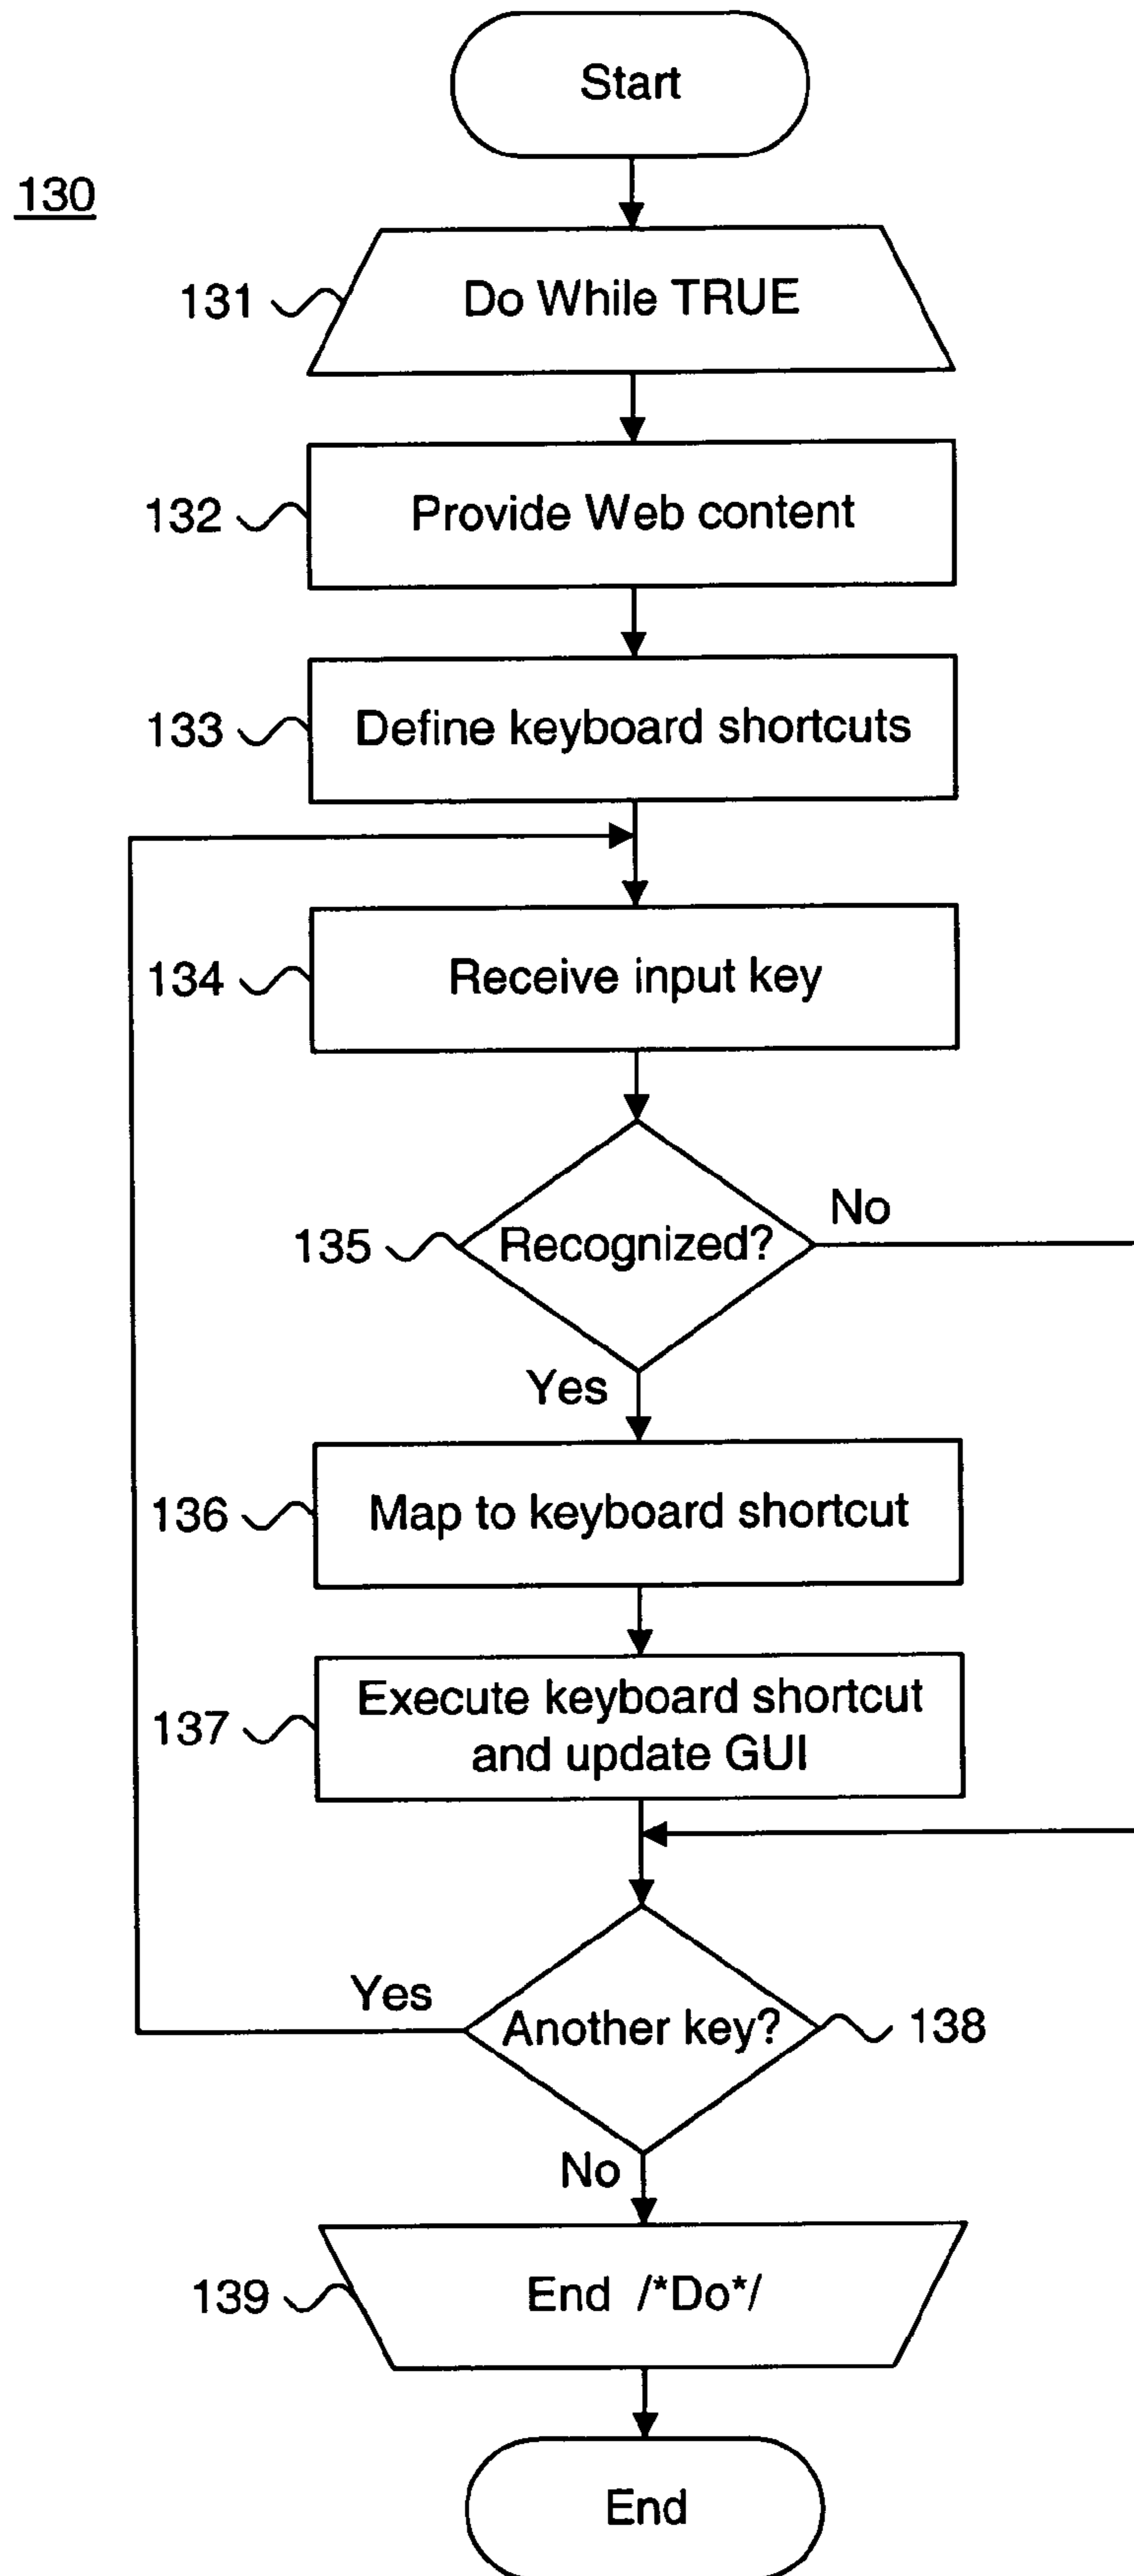 Start
130
131
Do While TRUE
132
Provide Web content
133
Define keyboard shortcuts
134
Receive input key
No
135
Recognized?
Yes
136
Map to keyboard shortcut
137
Execute keyboard shortcut
and update GUI
Yes
Another key?
138
No
139
End /*Do*/
End